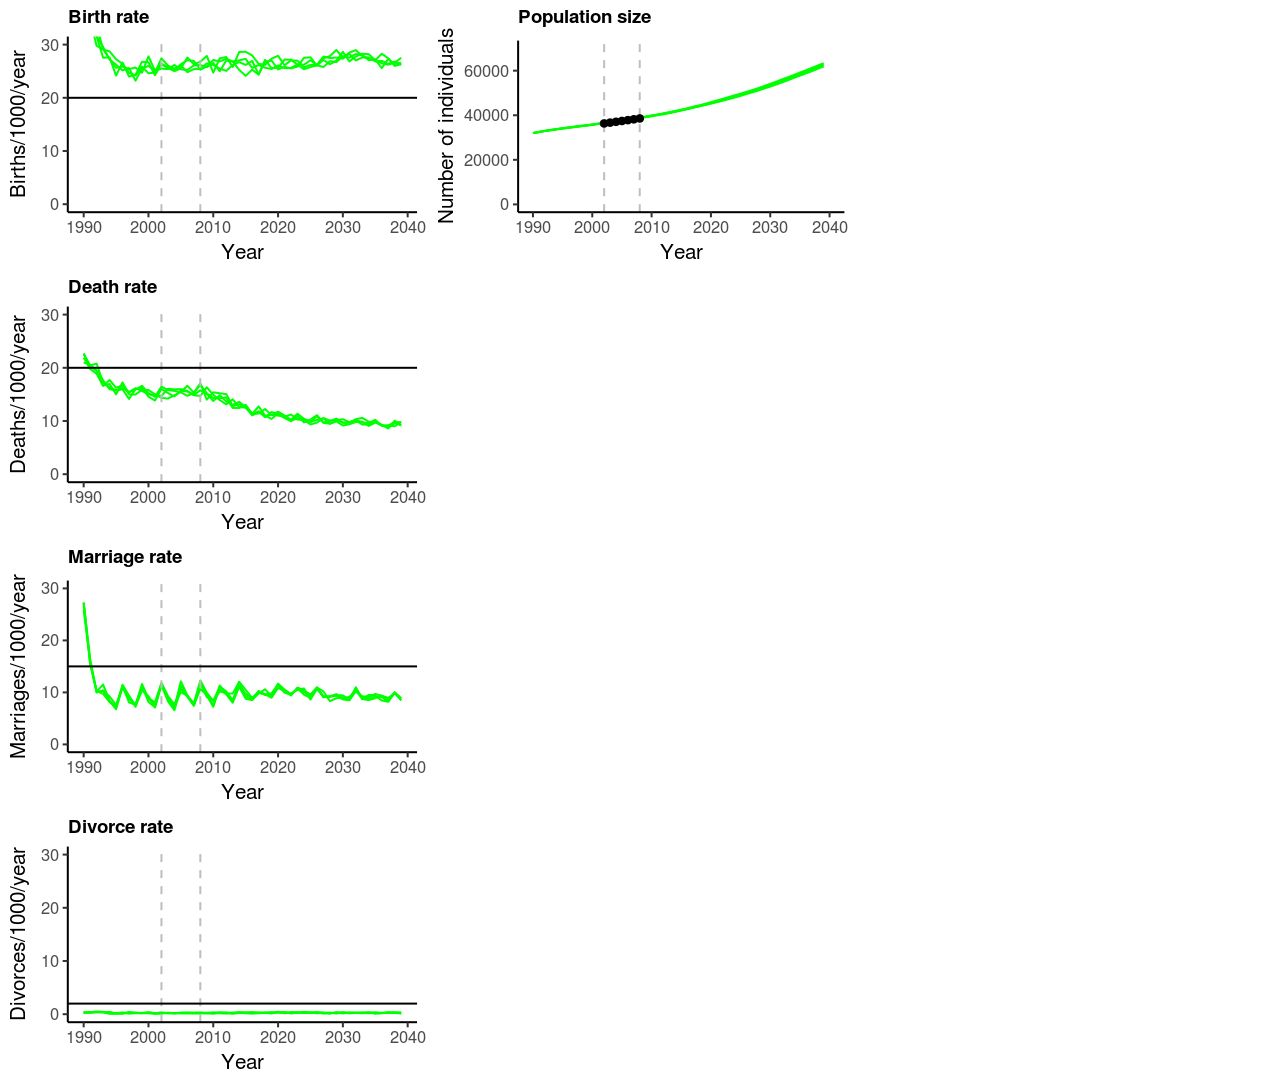 Birth rate
Births/1000/year
30
20
10
0
1990 2000 2010 2020 2030 2040
Year
Population size
Number of individuals
60000
40000
20000
0
1990 2000 2010 2020 2030 2040
Year
Death rate
Deaths/1000/year
30
20
10
0
1990 2000 2010 2020 2030 2040
Year
Marriage rate
Marriages/1000/year
30
20
10
0
1990 2000 2010 2020 2030 2040
Year
Divorce rate
Divorces/1000/year
30
20
10
0
1990 2000 2010 2020 2030 2040
Year